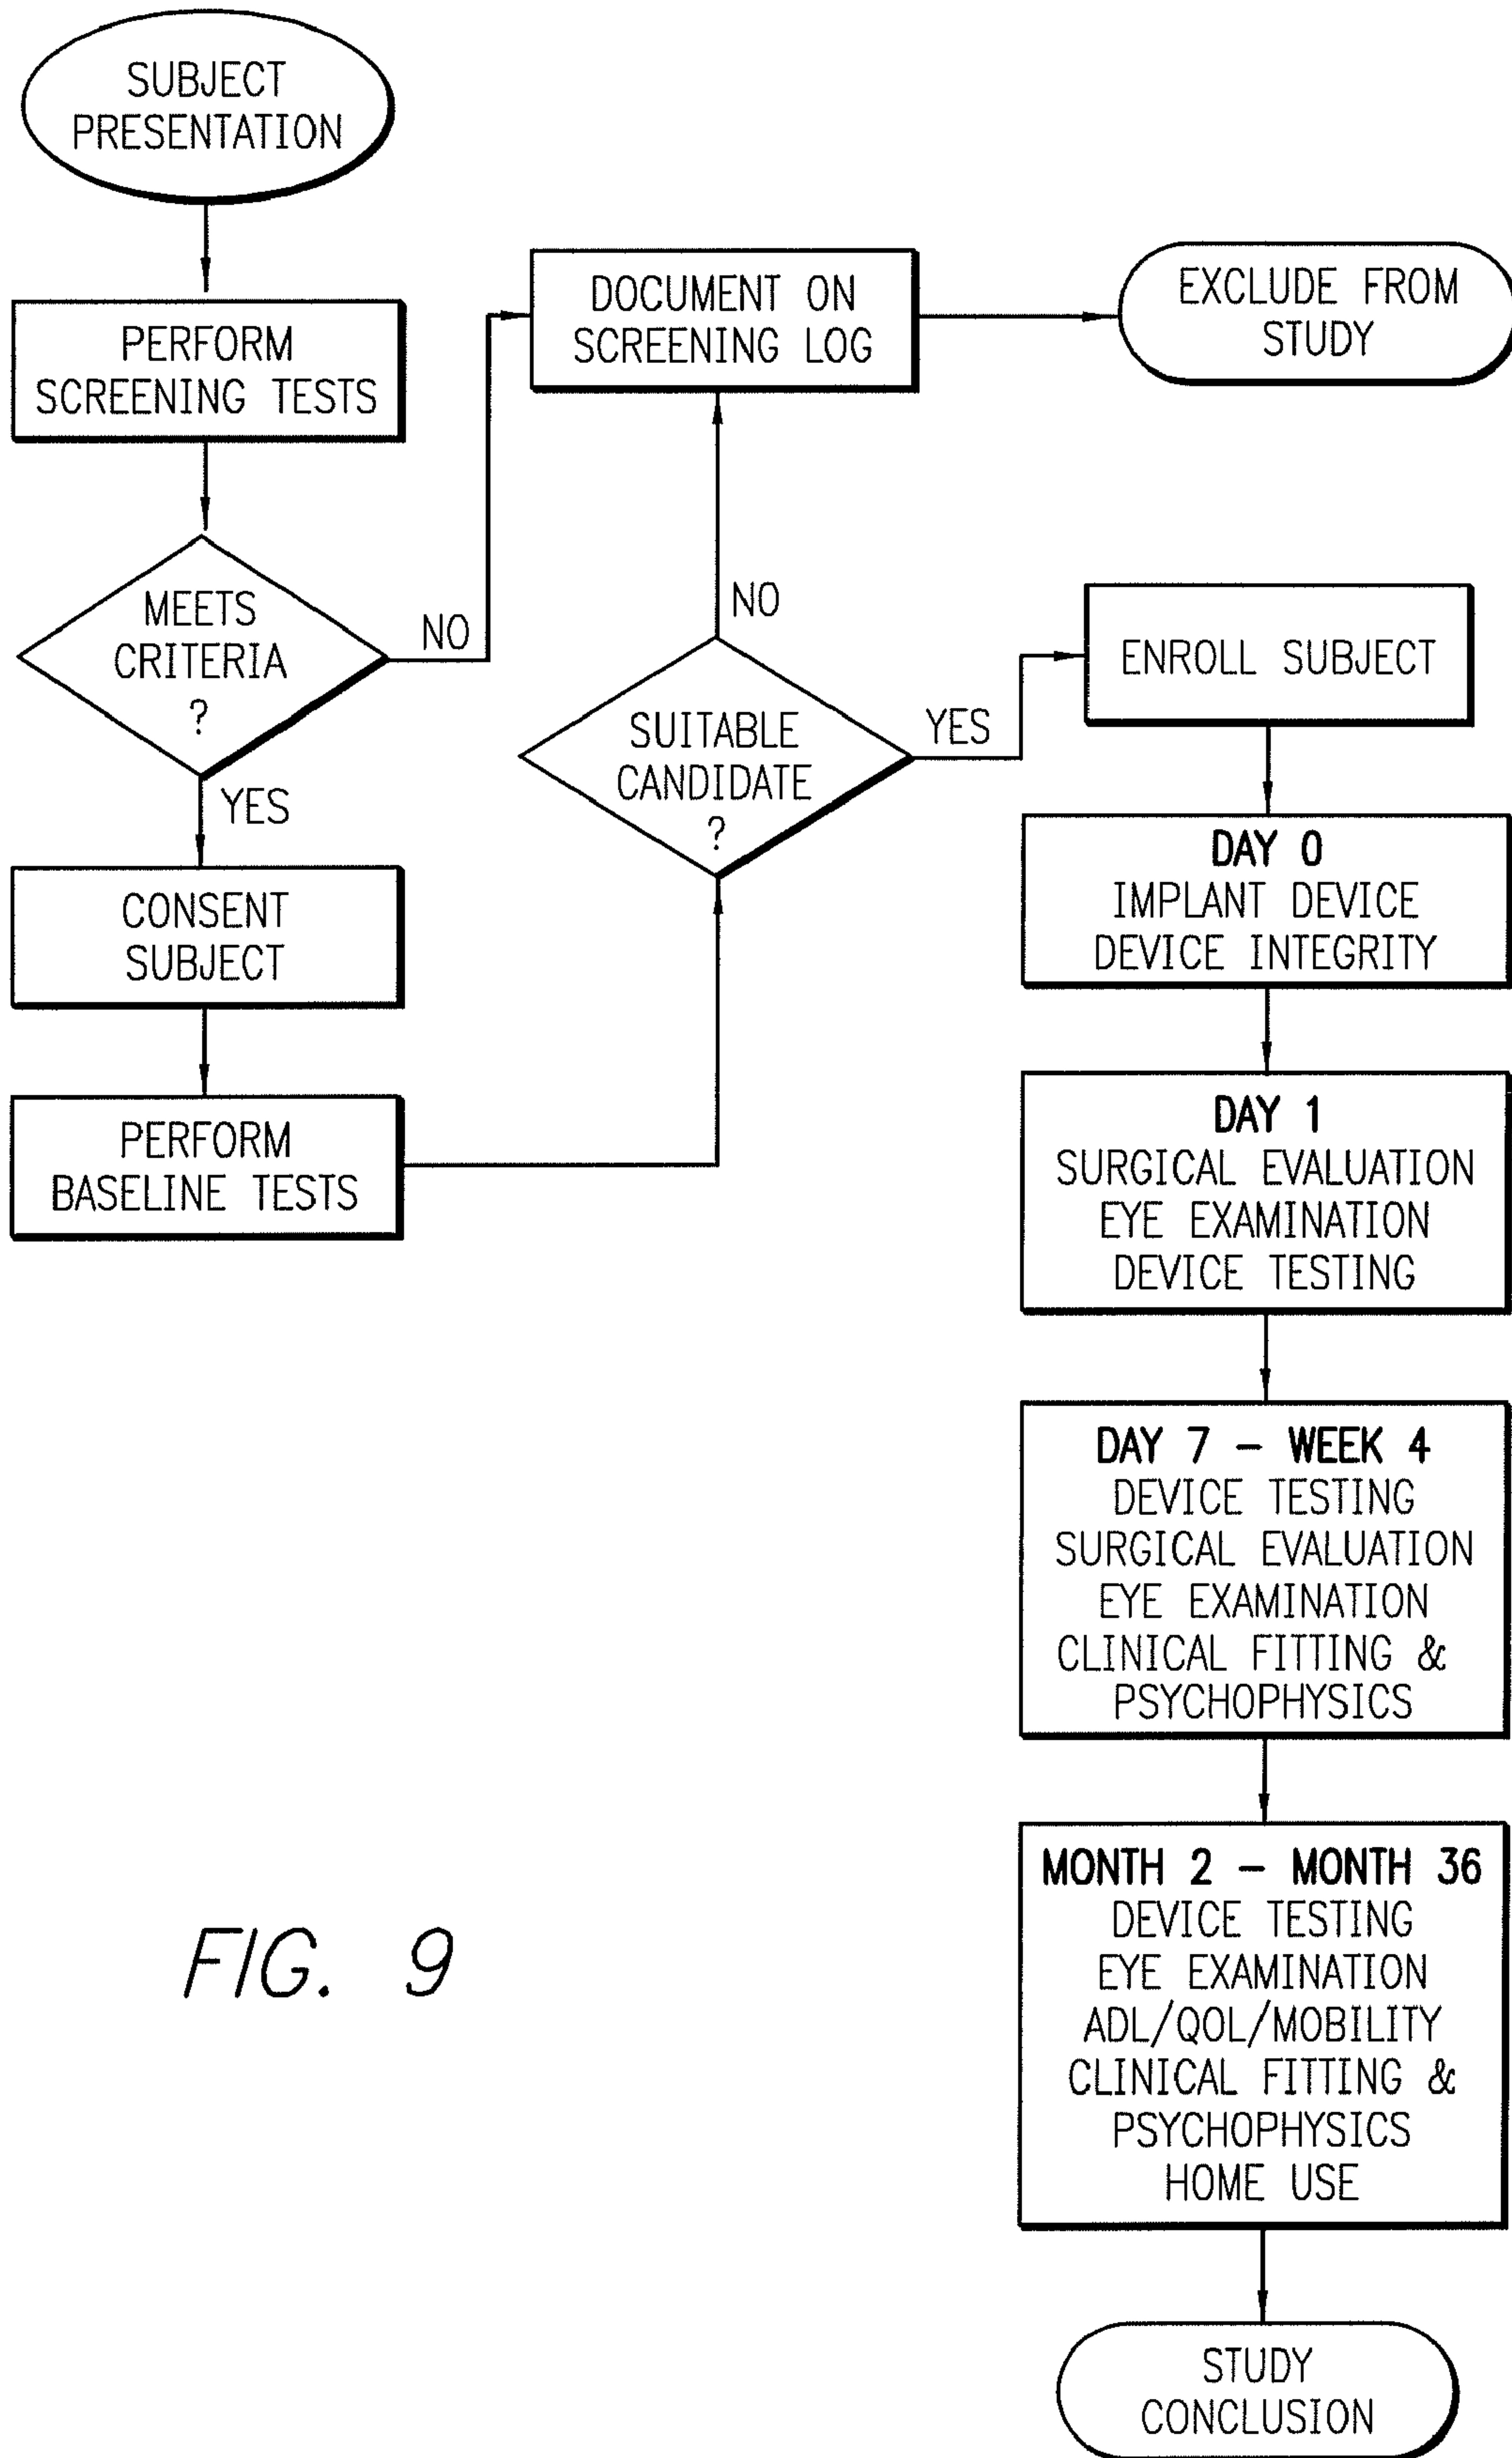 SUBJECT
PRESENTATION
PERFORM
SCREENING TESTS
MEETS
CRITERIA
?
NO
YES
CONSENT
SUBJECT
PERFORM
BASELINE TESTS
DOCUMENT ON
SCREENING LOG
EXCLUDE FROM
STUDY
NO
SUITABLE
CANDIDATE
?
YES
ENROLL SUBJECT
DAY 0
IMPLANT DEVICE
DEVICE INTEGRITY
DAY 1
SURGICAL EVALUATION
EYE EXAMINATION
DEVICE TESTING
DAY 7 – WEEK 4
DEVICE TESTING
SURGICAL EVALUATION
EYE EXAMINATION
CLINICAL FITTING &
PSYCHOPHYSICS
MONTH 2 – MONTH 36
DEVICE TESTING
EYE EXAMINATION
ADL/QOL/MOBILITY
CLINICAL FITTING &
PSYCHOPHYSICS
HOME USE
STUDY
CONCLUSION
FIG. 9